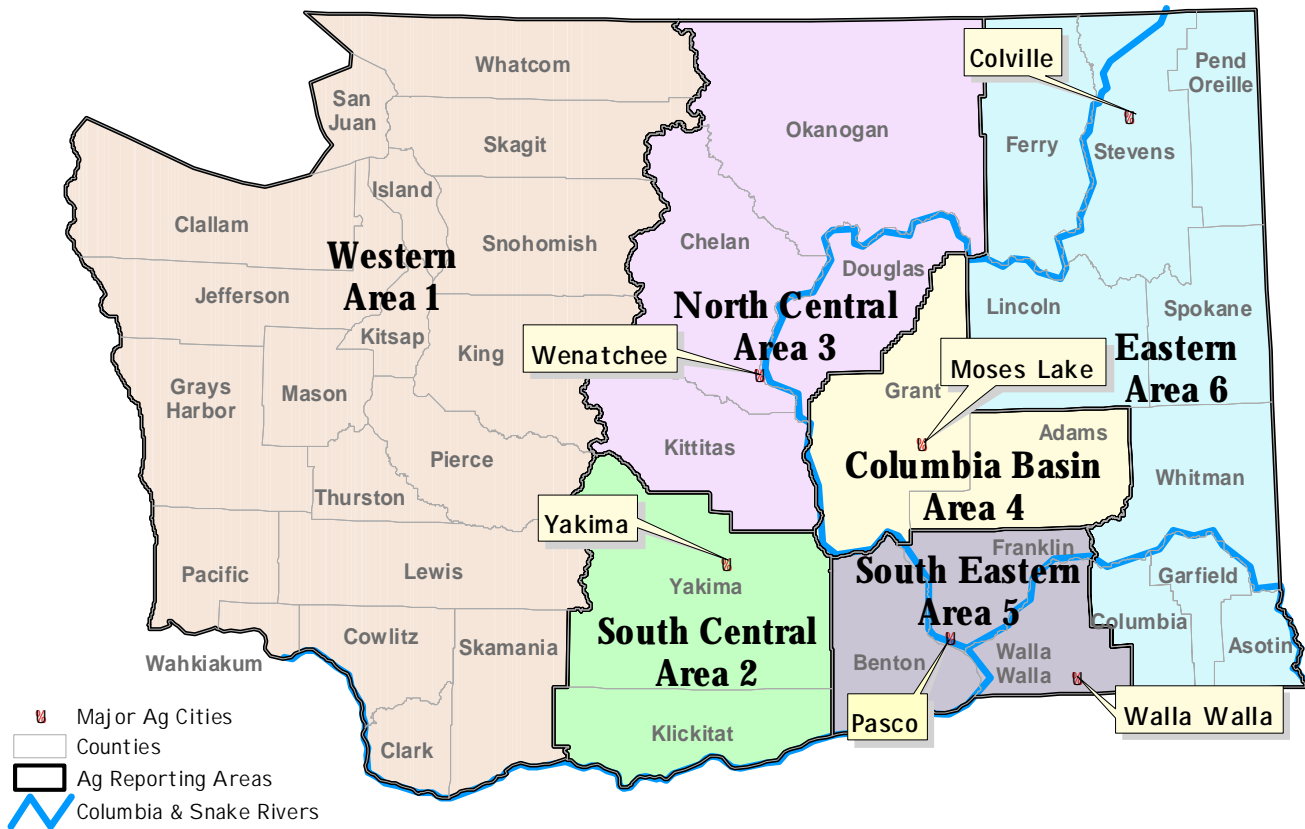 Colville
Pend
Oreille
Whatcom
San
Juan
Okanogan
Ferry
Stevens
Skagit
Island
Clallam
Snohomish
Chelan
Douglas
Western
Area 1
Jefferson
North Central
Area 3
Lincoln
Spokane
Kitsap
King
Wenatchee
Eastern
Area 6
Moses Lake
Grays
Harbor
Mason
Grant
Adams
Kittitas
Pierce
Columbia Basin
Area 4
Whitman
Thurston
Yakima
Franklin
Pacific
Lewis
Yakima
South Eastern
Area 5
Garfield
Columbia
Cowlitz
Skamania
South Central
Area 2
Asotin
Wahkiakum
Benton
Walla
Walla
Major Ag Cities
Counties
Ag Reporting Areas
Columbia & Snake Rivers
Clark
Klickitat
Pasco
Walla Walla